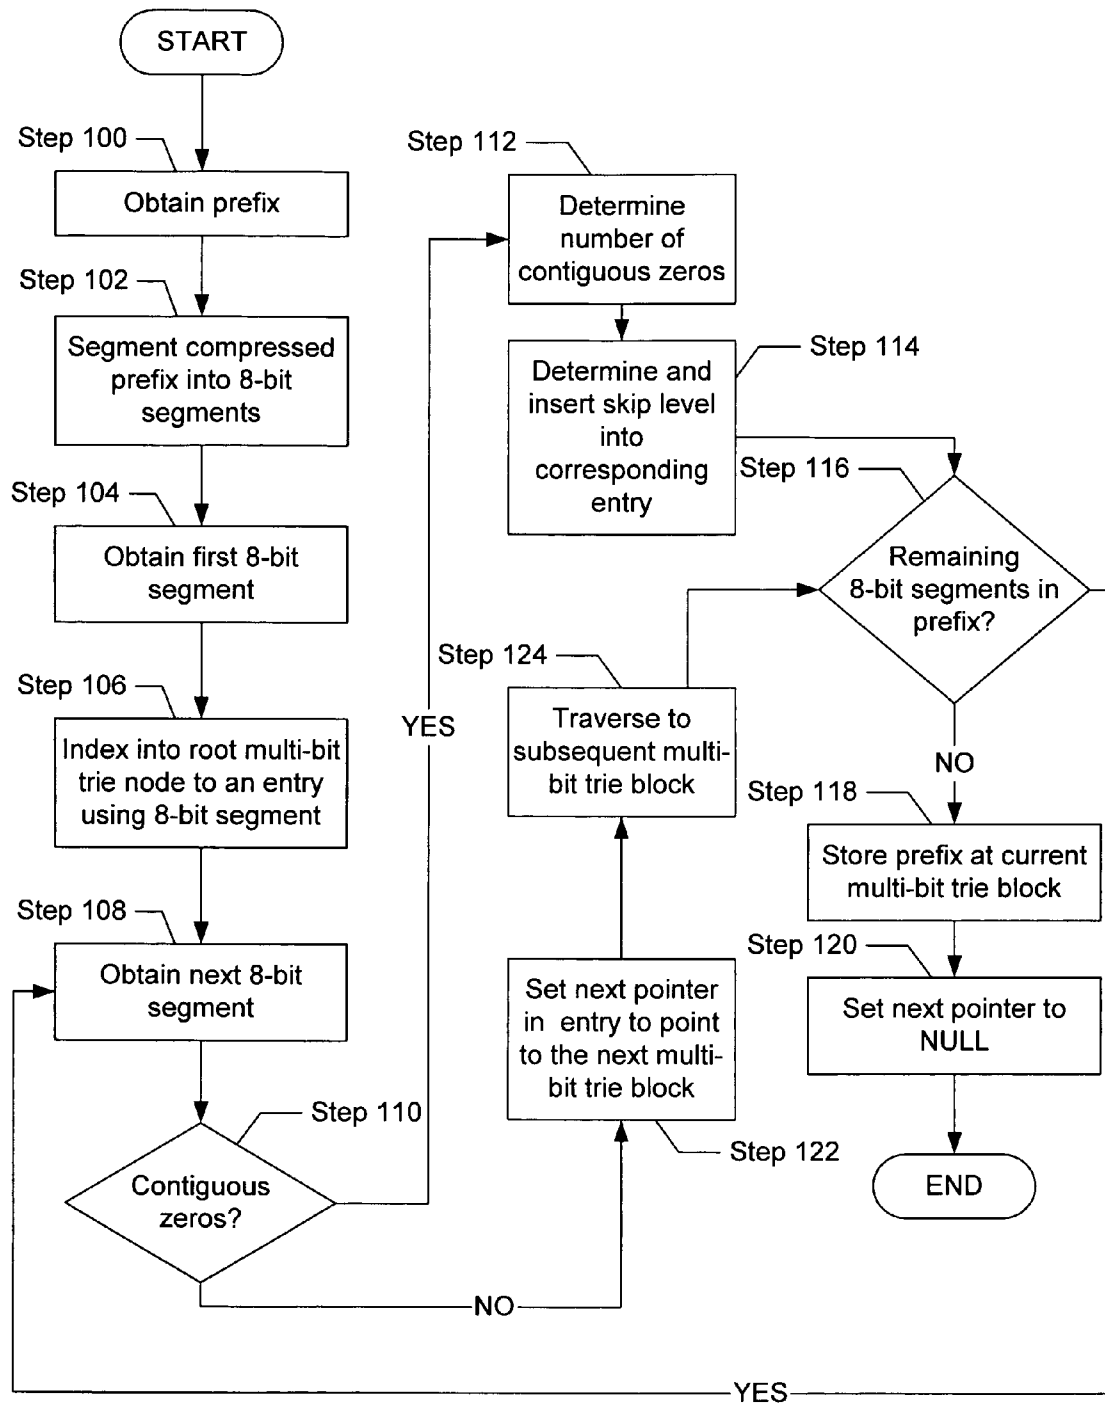 START
Step 100
Obtain prefix
Step 102
Segment compressed
prefix into 8-bit
segments
Step 104
Obtain first 8-bit
segment
Step 106
Index into root multi-bit
trie node to an entry
using 8-bit segment
Step 108
Obtain next 8-bit
segment
Step 110
Contiguous
zeros?
YES
NO
Step 112
Determine
number of
contiguous zeros
Step 114
Determine and
insert skip level
into
corresponding
entry
Step 116
Remaining
8-bit segments in
prefix?
NO
Step 118
Store prefix at current
multi-bit trie block
Step 120
Set next pointer to
NULL
END
Step 124
Traverse to
subsequent multi-
bit trie block
Set next pointer
in entry to point
to the next multi-
bit trie block
Step 122
YES